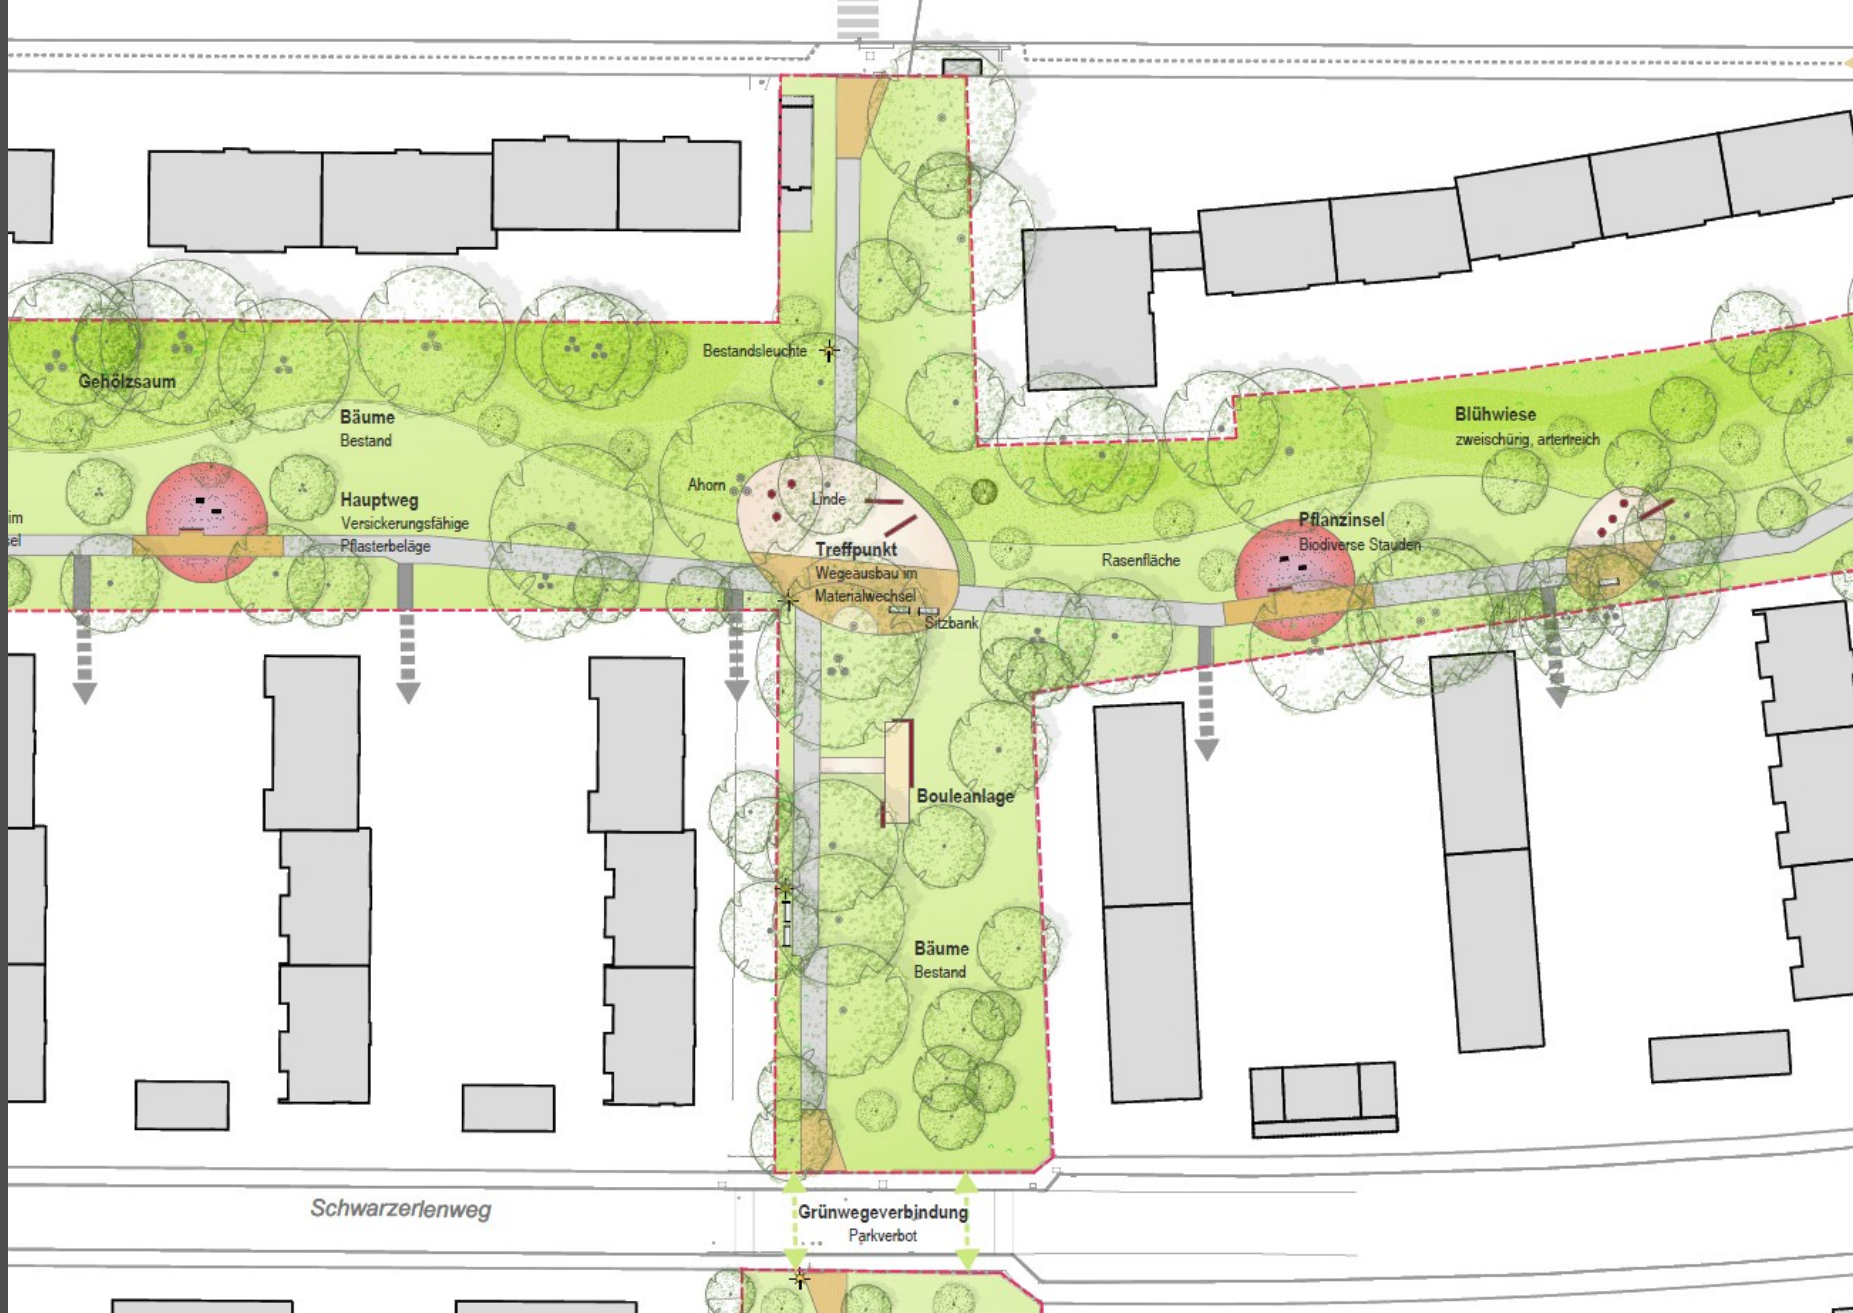 Bestandsleuchte
Gehölzsaum
Bäume
Bestand
Blühwiese
zweischürig, artenreich
Ahorn
Linde
Hauptweg
Versickerungsfähige
Pflasterbeläge
im
Pflanzinsel
Biodiverse Stauden
Treffpunkt
Wegeausbau im
Materialwechsel
Rasenfläche
Sitzbank
Bouleanlage
Bäume
Bestand
Schwarzerlenweg
Grünwegeverbindung
Parkverbot